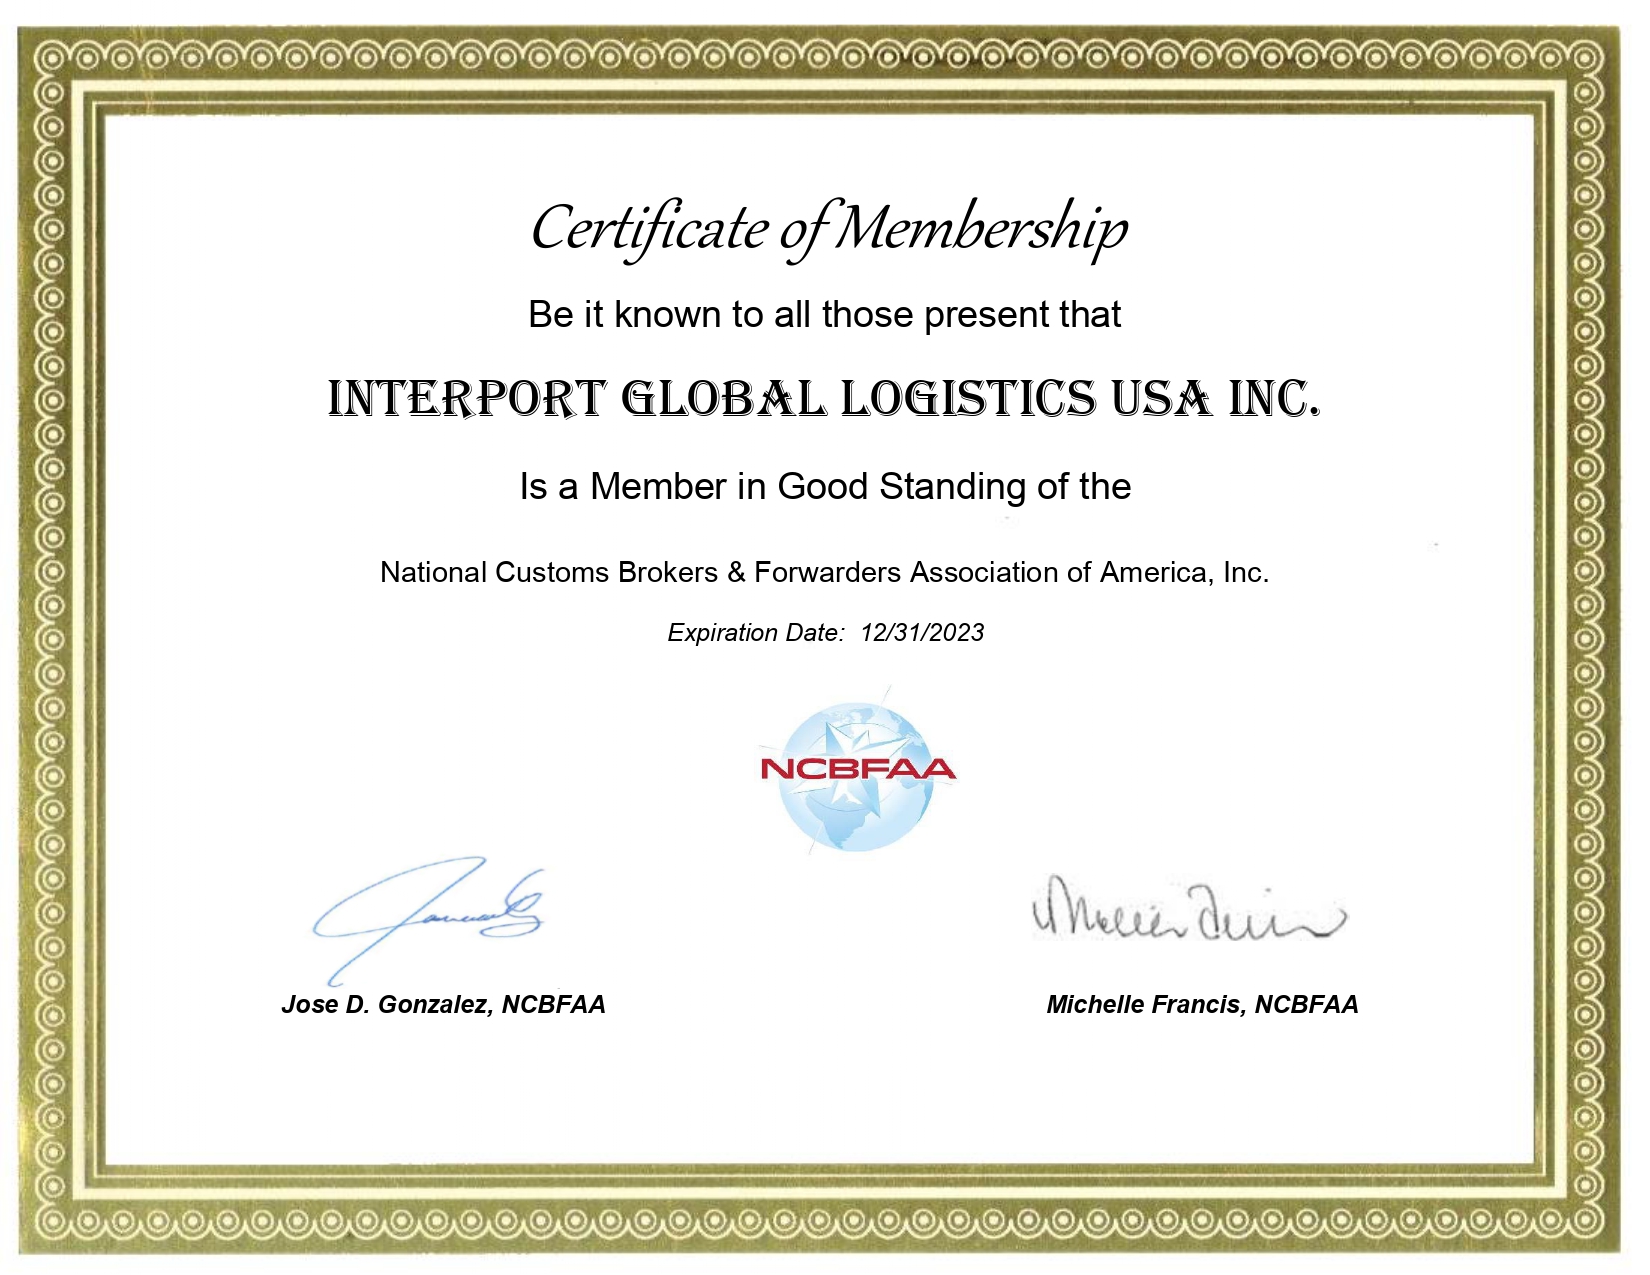 Certificate of Membership
Be it known to all those present that
INTERPORT GLOBAL LOGISTICS USA INC.
Is a Member in Good Standing of the
National Customs Brokers & Forwarders Association of America, Inc.
Expiration Date: 12/31/2023
NCBFAA
Jose D. Gonzalez, NCBFAA
Michelle Francis, NCBFAA